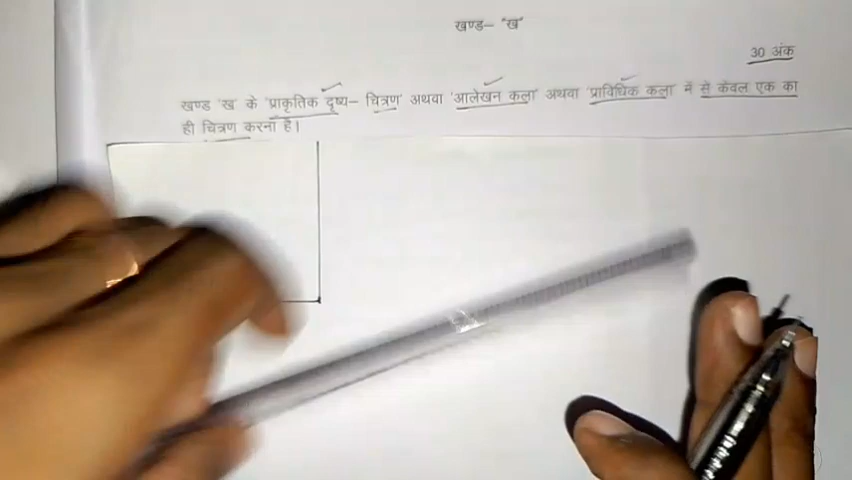 खण्ड– "ख"
30 अंक
खण्ड 'ख' के 'प्राकृतिक दृष्य– चित्रण' अथवा 'आलेखन कला' अथवा 'प्राविधिक कला' में से केवल एक का
ही चित्रण करना है।